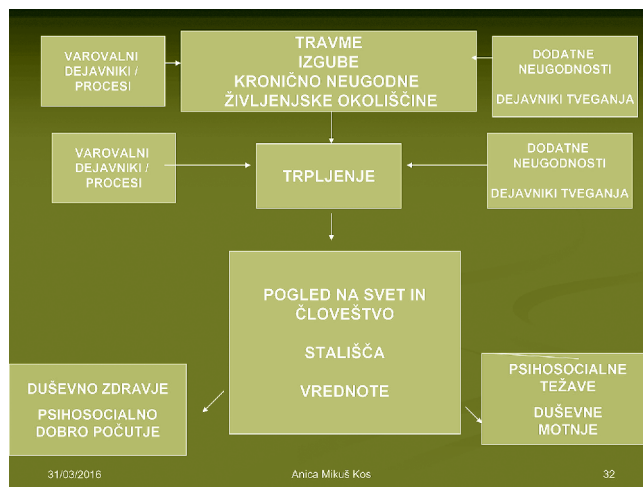 VAROVALNI
DEJAVNIKI /
PROCESI
TRAVME
IZGUBE
KRONIČNO NEUGODNE
ŽIVLJENJSKE OKOLIŠČINE
DODATNE
NEUGODNOSTI
DEJAVNIKI TVEGANJA
VAROVALNI
DEJAVNIKI /
PROCESI
TRPLJENJE
DODATNE
NEUGODNOSTI
DEJAVNIKI TVEGANJA
POGLED NA SVET IN
ČLOVEŠTVO
STALIŠČA
VREDNOTE
DUŠEVNO ZDRAVJE
PSIHOSOCIALNO
DOBRO POČUTJE
PSIHOSOCIALNE
TEŽAVE
DUŠEVNE
MOTNJE
31/03/2016
Anica Mikuš Kos
32